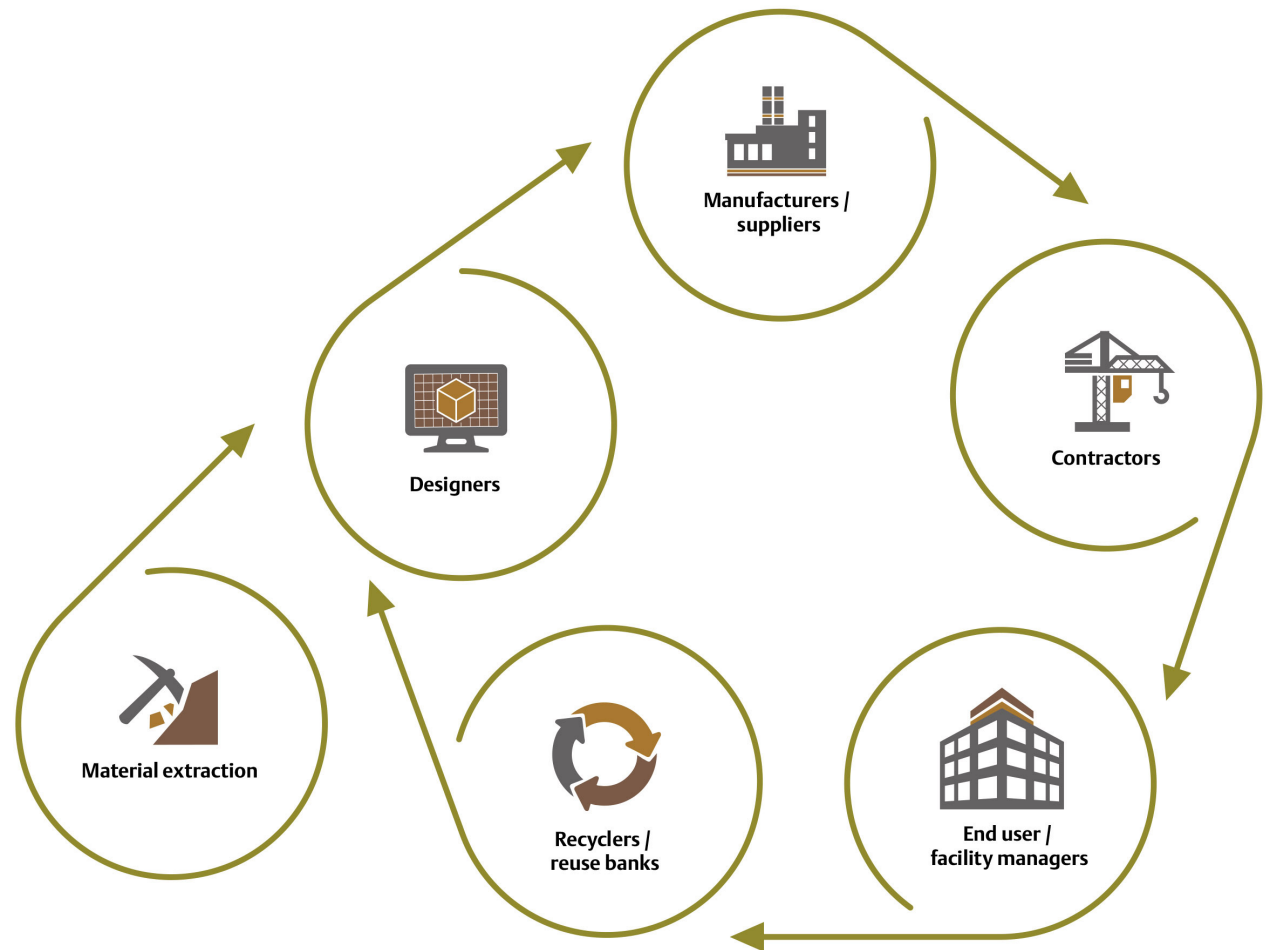 Manufacturers /
suppliers
Contractors
Designers
Material extraction
Recyclers /
reuse banks
End user /
facility managers